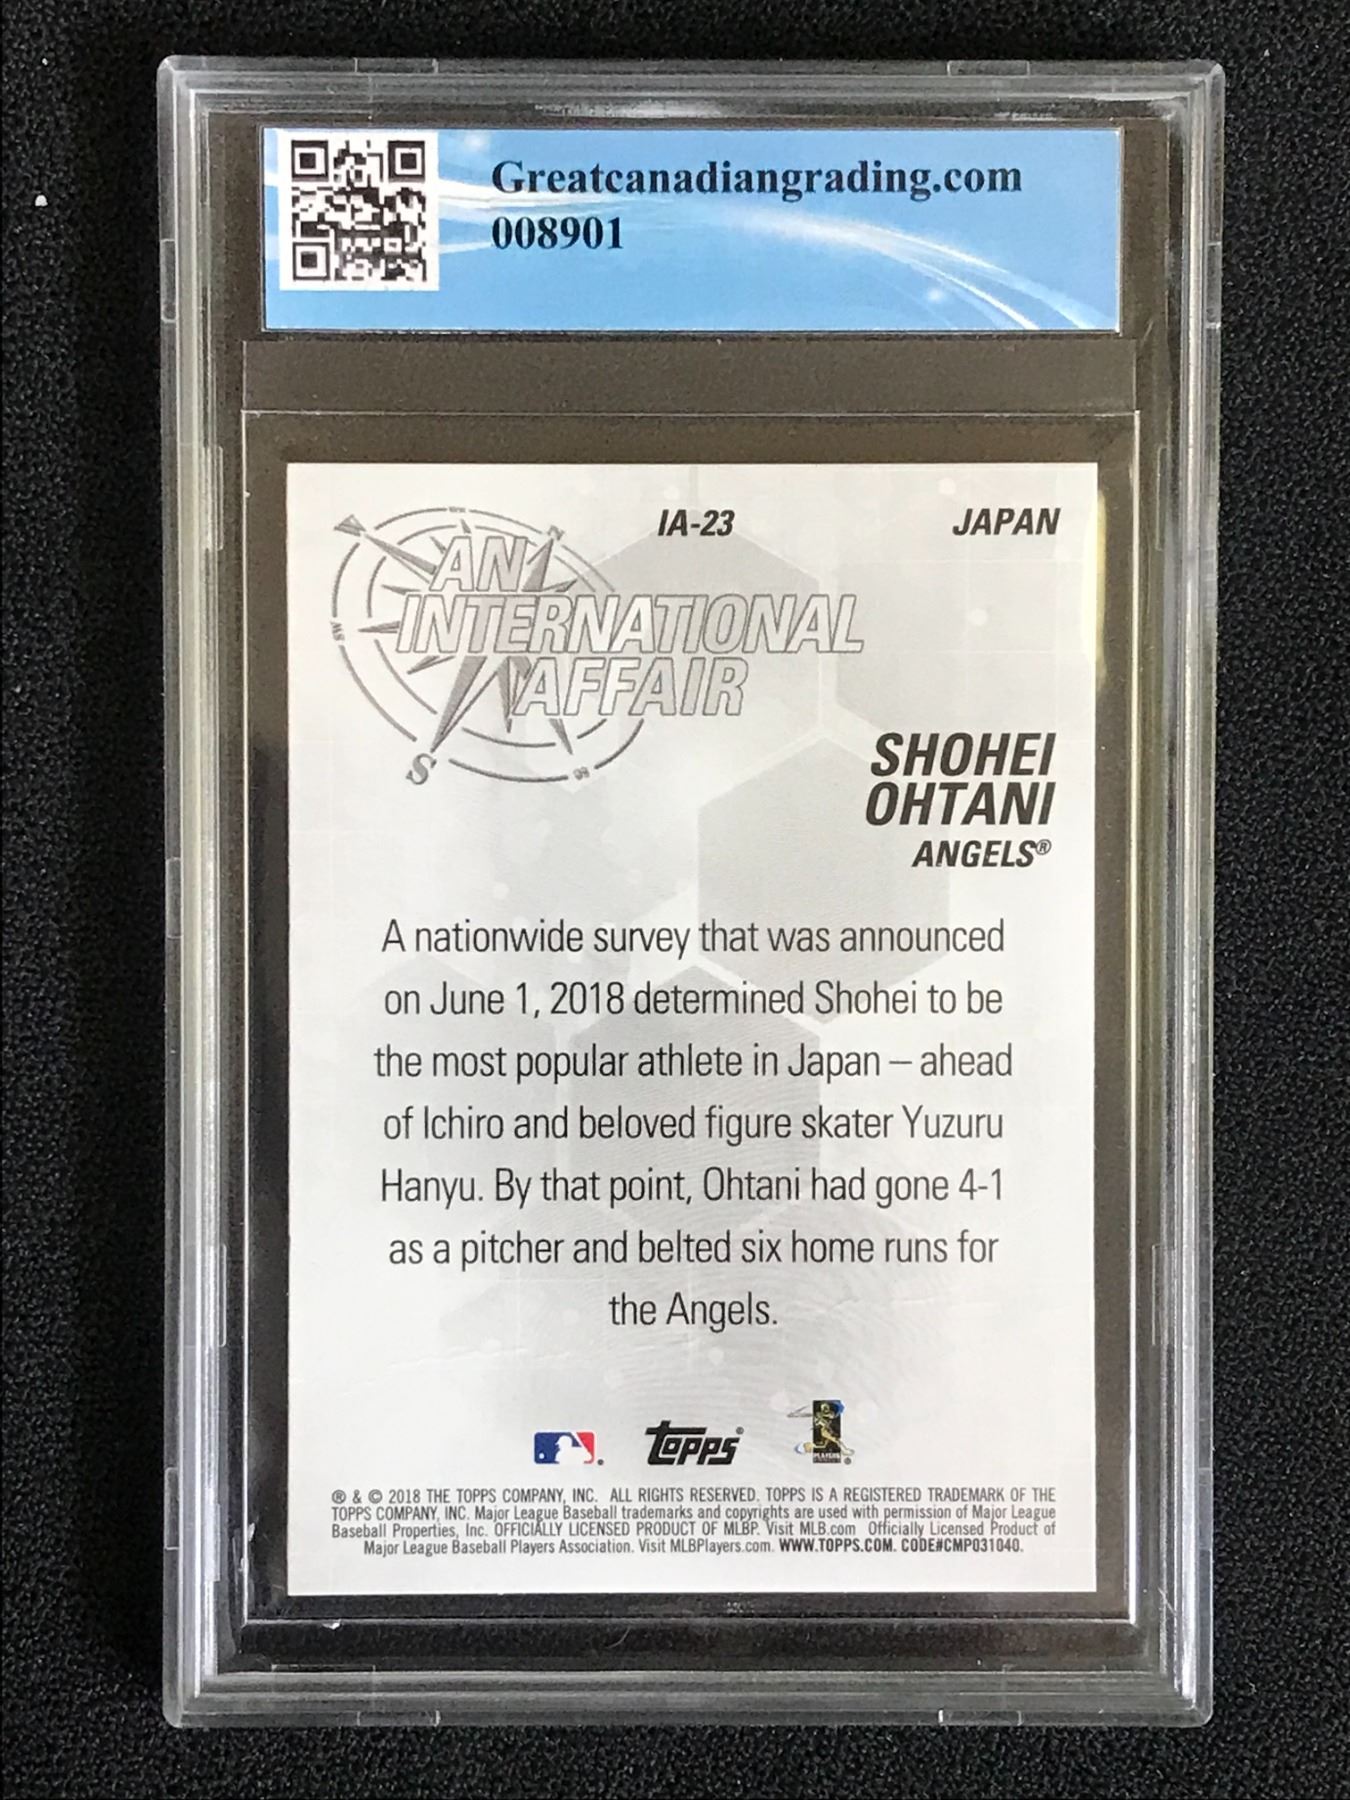 Greatcanadiangrading.com
008901
IA-23
JAPAN
AN
INTERNATIONAL
AFFAIR
N
SW
S
SHOHEI
OHTANI
ANGELS®
A nationwide survey that was announced
on June 1, 2018 determined Shohei to be
the most popular athlete in Japan – ahead
of Ichiro and beloved figure skater Yuzuru
Hanyu. By that point, Ohtani had gone 4-1
as a pitcher and belted six home runs for
the Angels.
topps®
PLAYERS
® & © 2018 THE TOPPS COMPANY, INC. ALL RIGHTS RESERVED. TOPPS IS A REGISTERED TRADEMARK OF THE
TOPPS COMPANY, INC. Major League Baseball trademarks and copyrights are used with permission of Major League
Baseball Properties, Inc. OFFICIALLY LICENSED PRODUCT OF MLBP. Visit MLB.com Officially Licensed Product of
Major League Baseball Players Association. Visit MLBPlayers.com. WWW.TOPPS.COM. CODE#CMP031040.